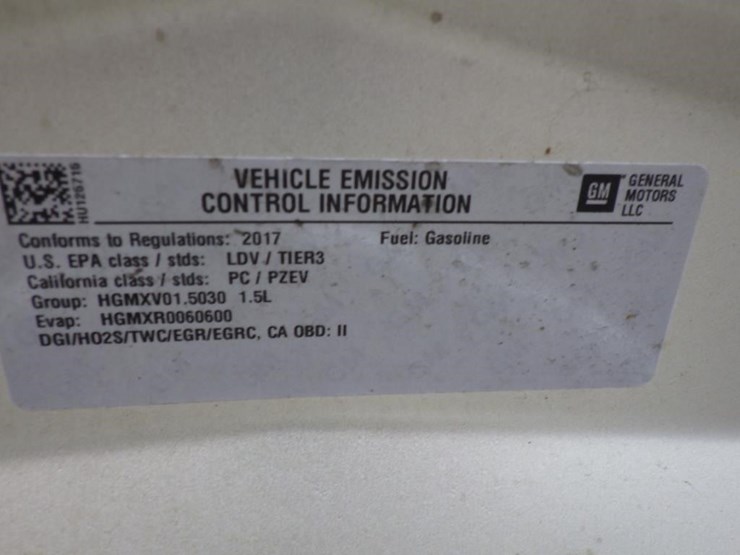 VEHICLE EMISSION
CONTROL INFORMATION
GM
GENERAL
MOTORS
LLC
Conforms to Regulations: 2017 Fuel: Gasoline
U.S. EPA class / stds: LDV / TIER3
California class / stds: PC / PZEV
Group: HGMXV01.5030 1.5L
Evap: HGMXR0060600
DGI/HO2S/TWC/EGR/EGRC, CA OBD: II